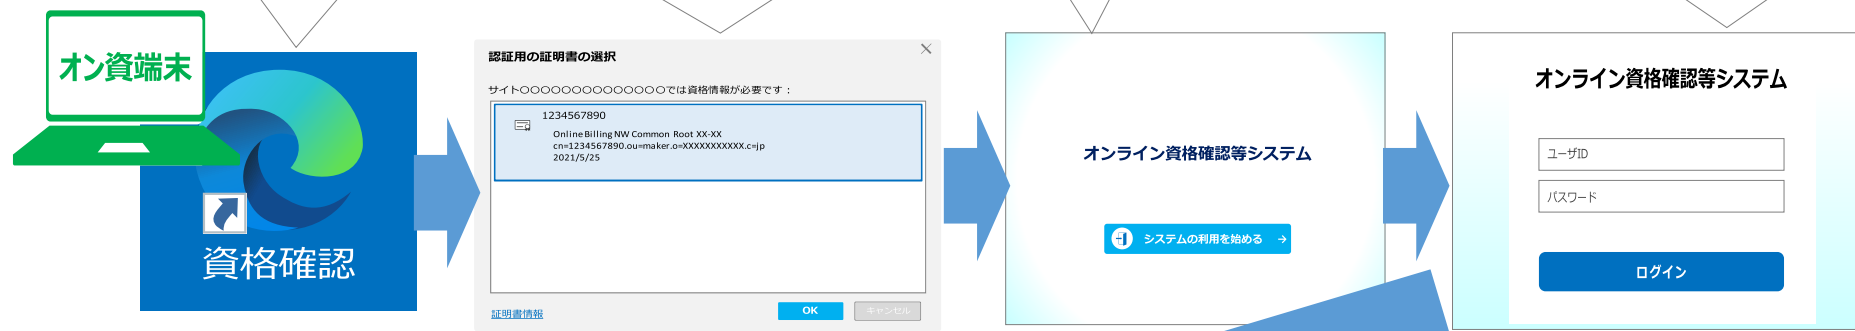 オン資端末
資格確認
認証用の証明書の選択
サイト〇〇〇〇〇〇〇〇〇〇〇〇〇〇では資格情報が必要です：
1234567890
Online Billing NW Common Root XX-XX
cn=1234567890.ou=maker.o=XXXXXXXXXXX.c=jp
2021/5/25
証明書情報
OK
キャンセル
オンライン資格確認等システム
システムの利用を始める →
オンライン資格確認等システム
ユーザID
パスワード
ログイン